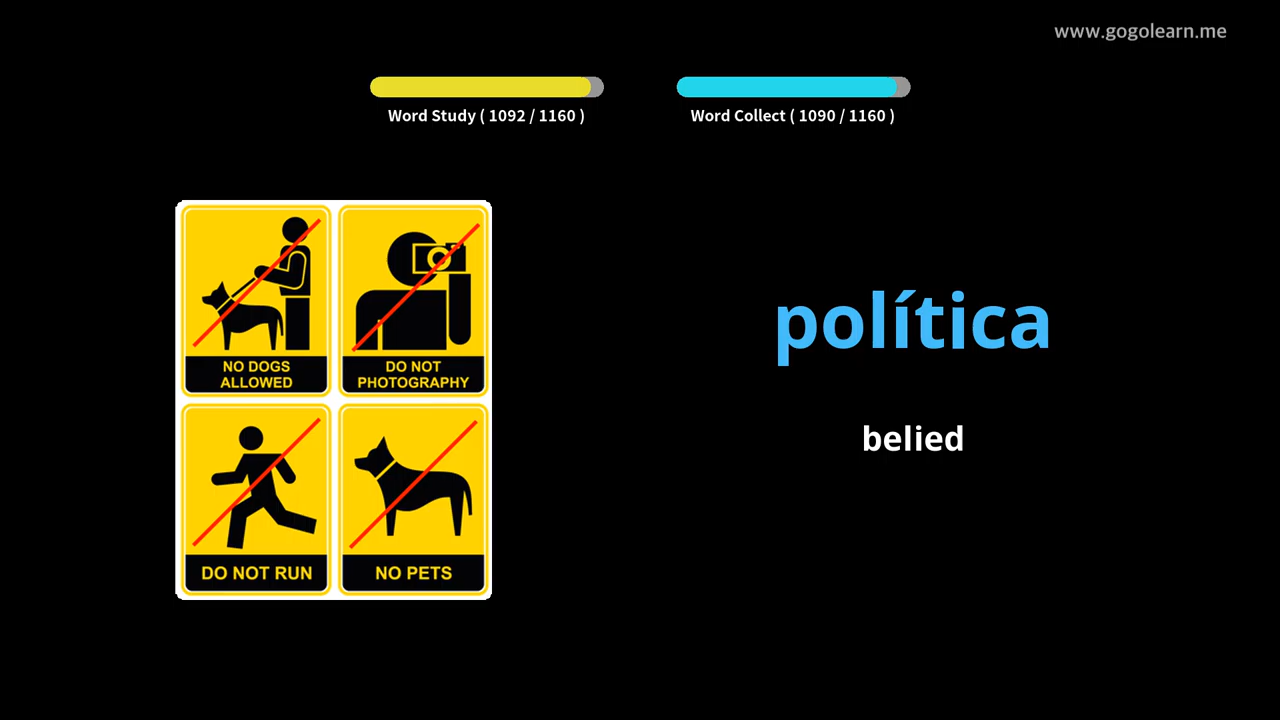 www.gogolearn.me
Word Study ( 1092 / 1160 )
Word Collect ( 1090 / 1160 )
NO DOGS
ALLOWED
DO NOT
PHOTOGRAPHY
DO NOT RUN
NO PETS
política
belied